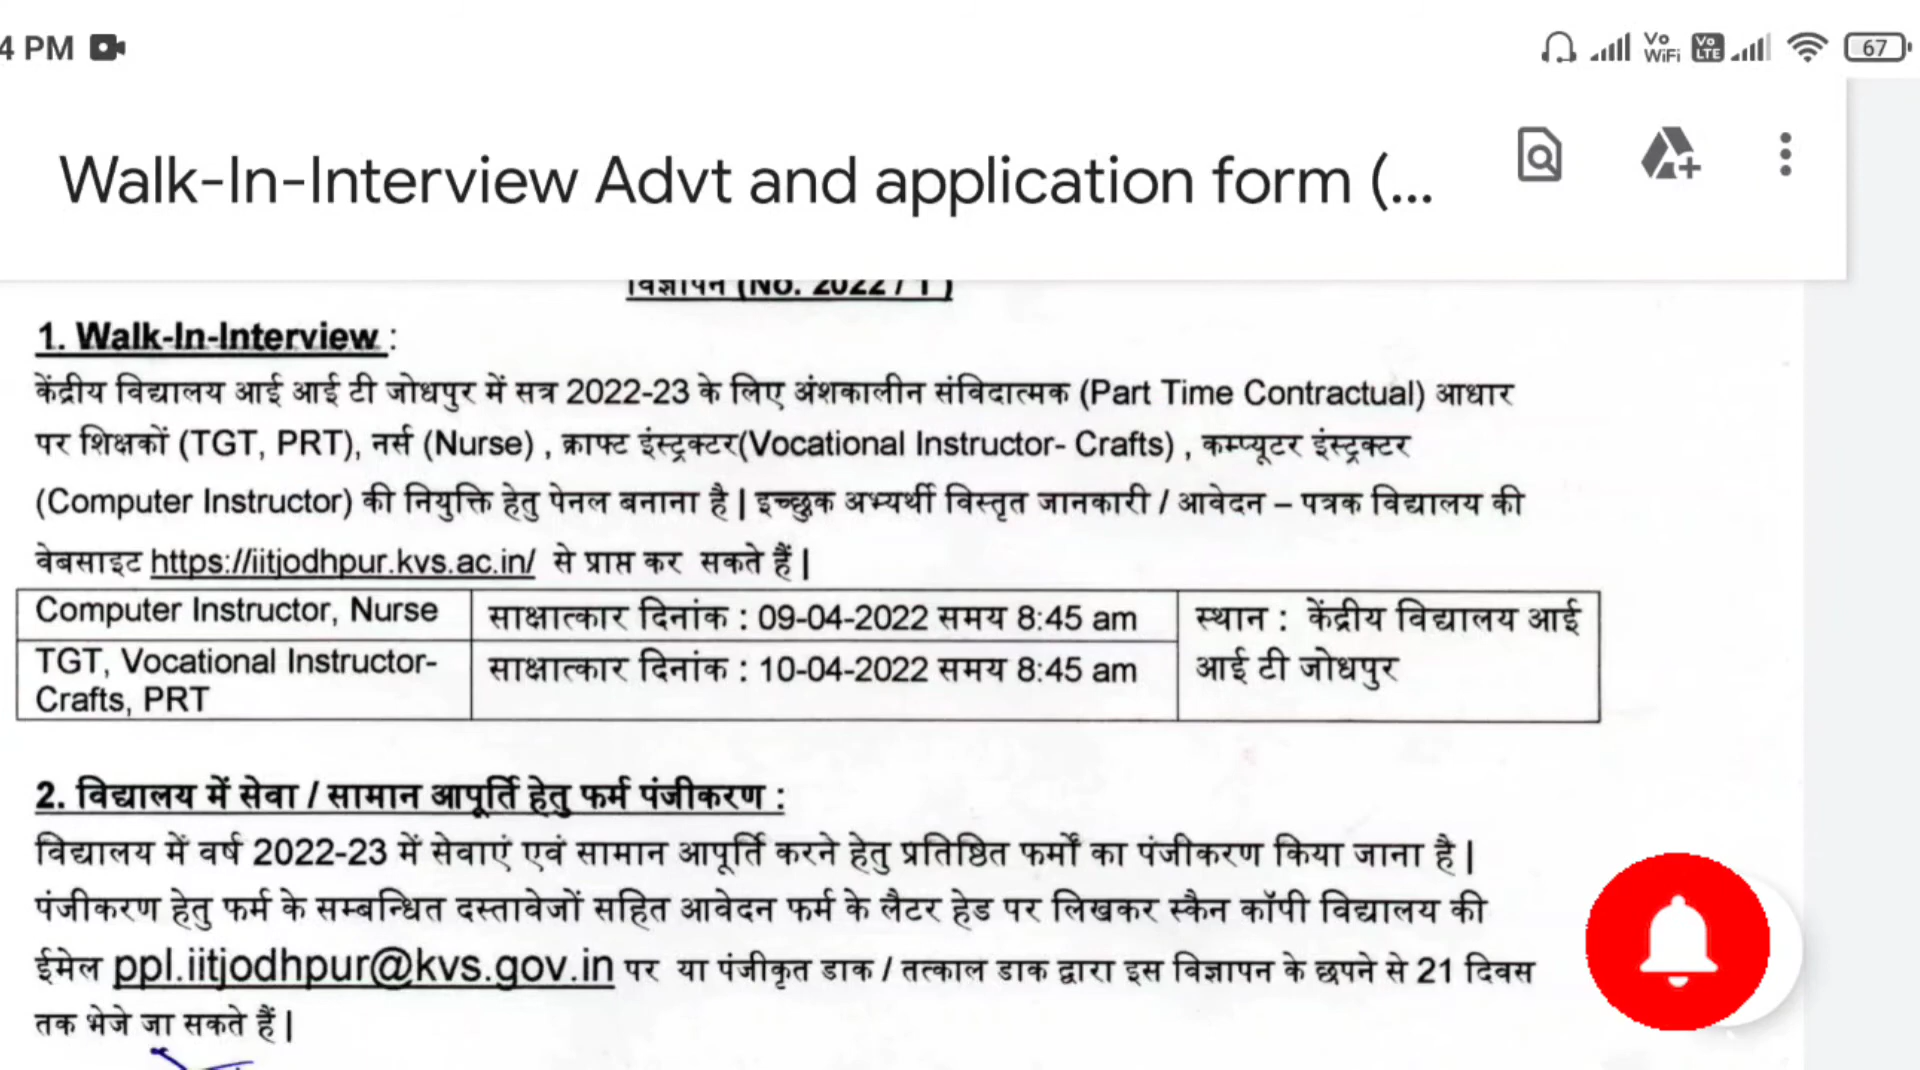 4 PM
Vo WiFi
Vo LTE
67
Walk-In-Interview Advt and application form (...
विज्ञापन (No. 2022 / 1 )
1. Walk-In-Interview :
केंद्रीय विद्यालय आई आई टी जोधपुर में सत्र 2022-23 के लिए अंशकालीन संविदात्मक (Part Time Contractual) आधार
पर शिक्षकों (TGT, PRT), नर्स (Nurse) , क्राफ्ट इंस्ट्रक्टर(Vocational Instructor- Crafts) , कम्प्यूटर इंस्ट्रक्टर
(Computer Instructor) की नियुक्ति हेतु पेनल बनाना है | इच्छुक अभ्यर्थी विस्तृत जानकारी / आवेदन – पत्रक विद्यालय की
वेबसाइट https://iitjodhpur.kvs.ac.in/ से प्राप्त कर सकते हैं |
Computer Instructor, Nurse साक्षात्कार दिनांक : 09-04-2022 समय 8:45 am स्थान : केंद्रीय विद्यालय आई
TGT, Vocational Instructor- साक्षात्कार दिनांक : 10-04-2022 समय 8:45 am आई टी जोधपुर
Crafts, PRT
2. विद्यालय में सेवा / सामान आपूर्ति हेतु फर्म पंजीकरण :
विद्यालय में वर्ष 2022-23 में सेवाएं एवं सामान आपूर्ति करने हेतु प्रतिष्ठित फर्मों का पंजीकरण किया जाना है |
पंजीकरण हेतु फर्म के सम्बन्धित दस्तावेजों सहित आवेदन फर्म के लैटर हेड पर लिखकर स्कैन कॉपी विद्यालय की
ईमेल ppl.iitjodhpur@kvs.gov.in पर या पंजीकृत डाक / तत्काल डाक द्वारा इस विज्ञापन के छपने से 21 दिवस
तक भेजे जा सकते हैं |